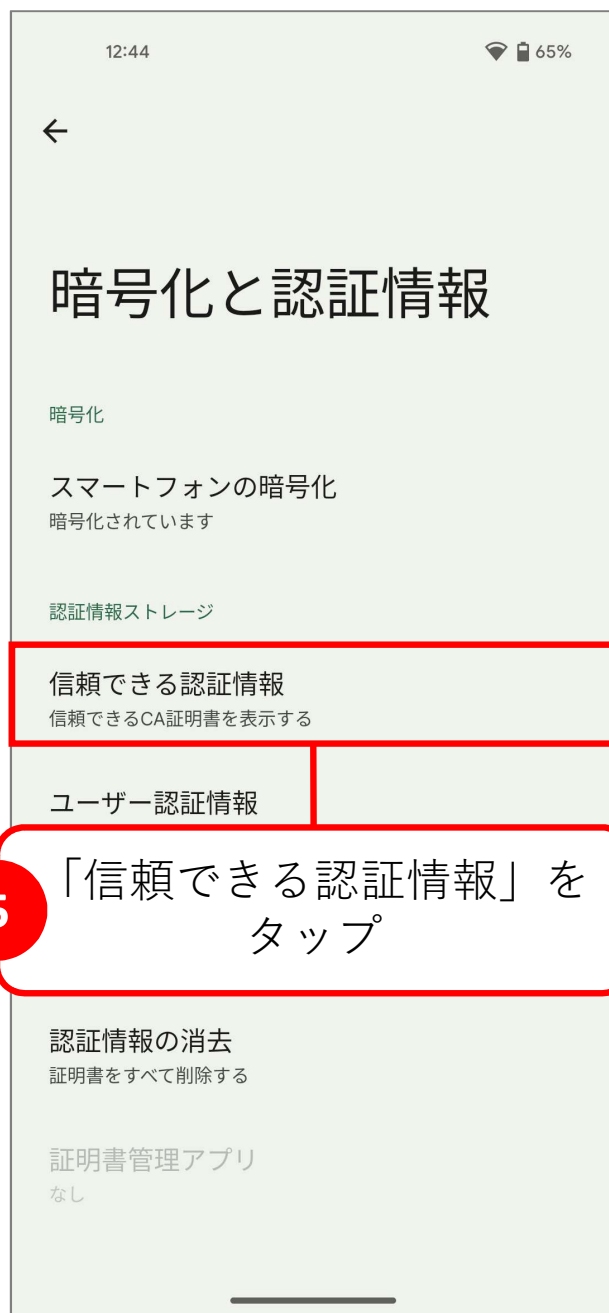 12:44
65%
暗号化と認証情報
暗号化
スマートフォンの暗号化
暗号化されています
認証情報ストレージ
信頼できる認証情報
信頼できるCA証明書を表示する
ユーザー認証情報
5
「信頼できる認証情報」を
タップ
認証情報の消去
証明書をすべて削除する
証明書管理アプリ
なし